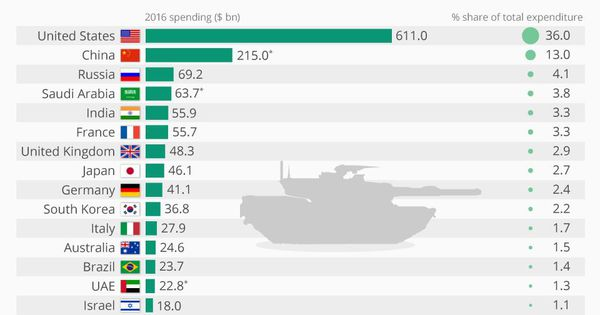 2016 spending ($ bn) % share of total expenditure
United States 611.0 36.0
China 215.0* 13.0
Russia 69.2 4.1
Saudi Arabia 63.7* 3.8
India 55.9 3.3
France 55.7 3.3
United Kingdom 48.3 2.9
Japan 46.1 2.7
Germany 41.1 2.4
South Korea 36.8 2.2
Italy 27.9 1.7
Australia 24.6 1.5
Brazil 23.7 1.4
UAE 22.8* 1.3
Israel 18.0 1.1